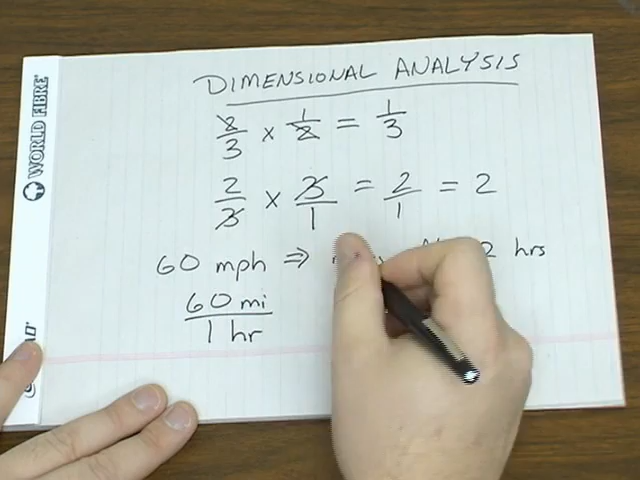 DIMENSIONAL ANALYSIS
2/3 x 1/2 = 1/3
2/3 x 3/1 = 2/1 = 2
60 mph ⇒ 2 hrs
60 mi
1 hr
WORLD FIBRE